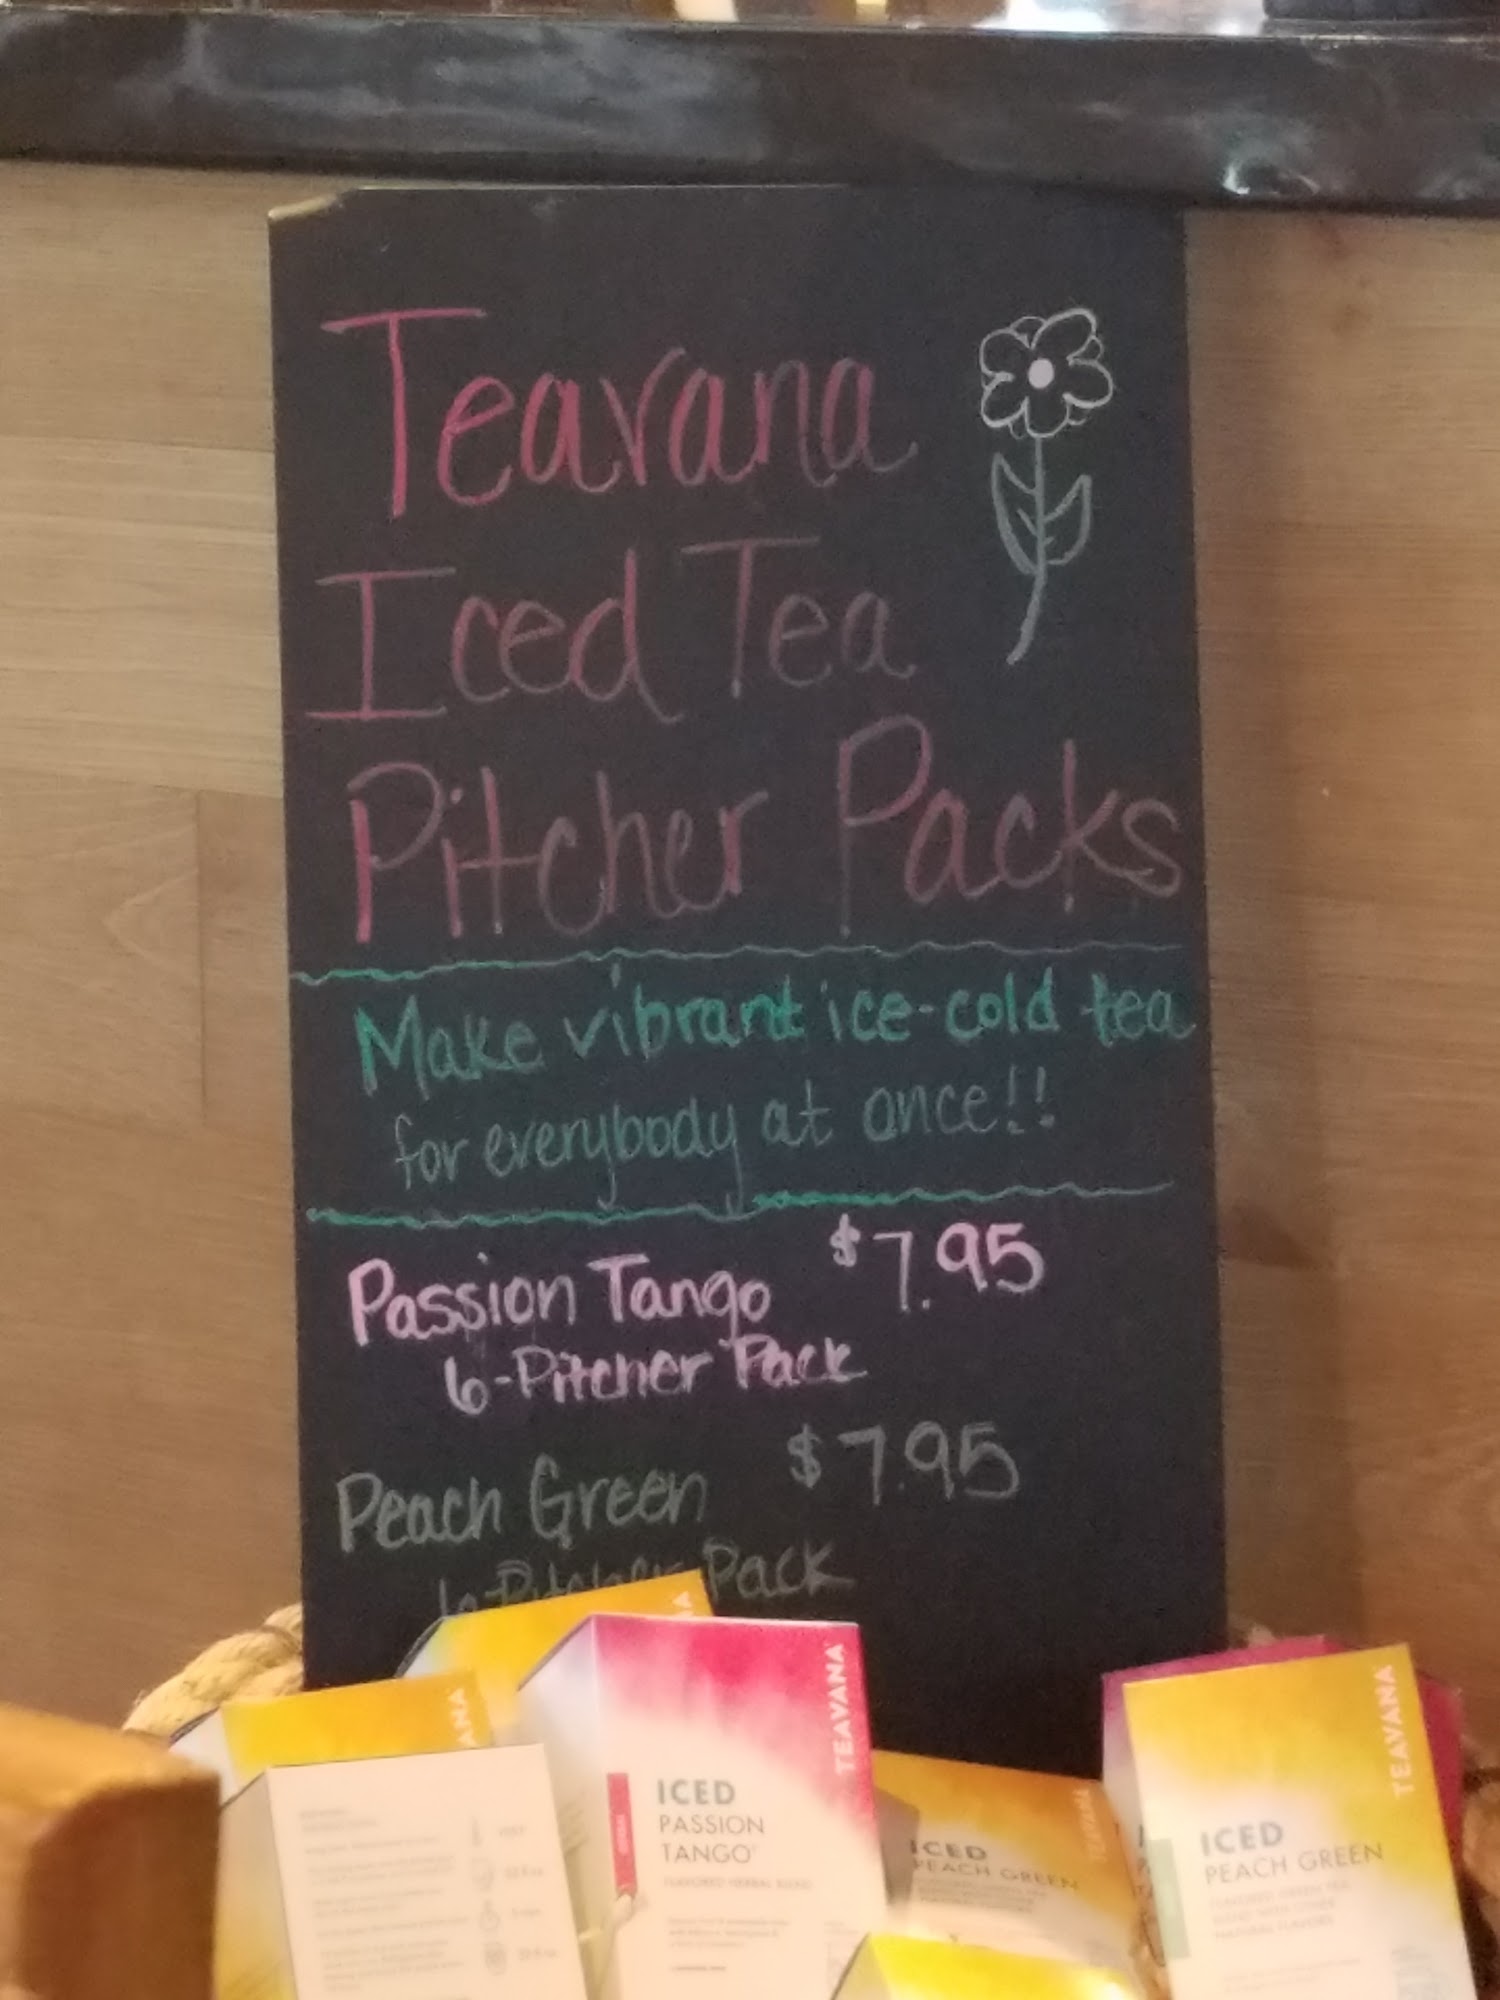 Teavana
Iced Tea
Pitcher Packs
Make vibrant ice-cold tea
for everybody at once!!
Passion Tango $7.95
6-Pitcher Pack
Peach Green $7.95
6-Pitcher Pack
TEAVANA
ICED
PASSION
TANGO
TEAVANA
ICED
PEACH GREEN
TEAVANA
ICED
PEACH GREEN